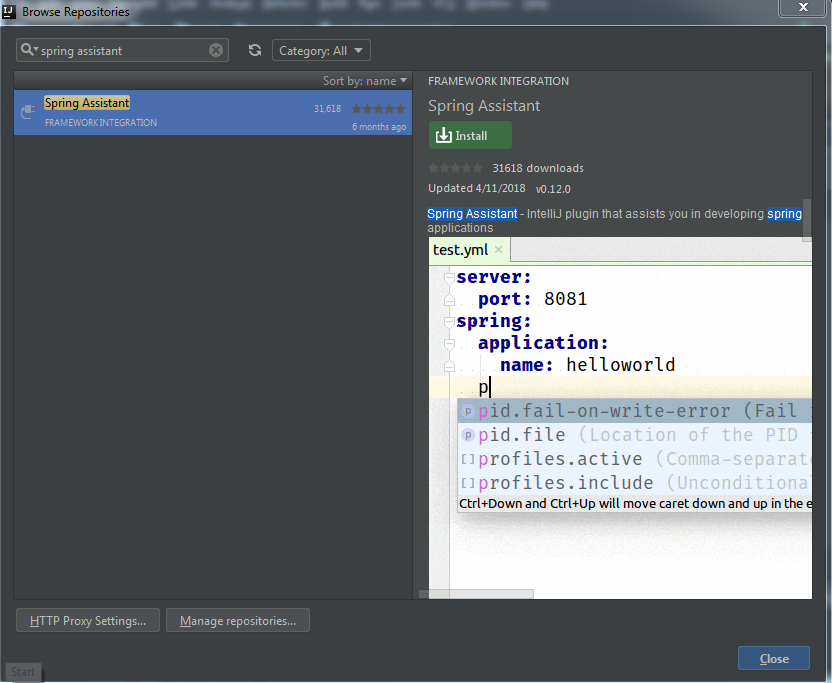 Browse Repositories
spring assistant
Category: All
Sort by: name
Spring Assistant
31,618
FRAMEWORK INTEGRATION
6 months ago
FRAMEWORK INTEGRATION
Spring Assistant
Install
31618 downloads
Updated 4/11/2018 v0.12.0
Spring Assistant - IntelliJ plugin that assists you in developing spring
applications
test.yml
server:
port: 8081
spring:
application:
name: helloworld
p
pid.fail-on-write-error (Fail
pid.file (Location of the PID
profiles.active (Comma-separat
profiles.include (Unconditional
Ctrl+Down and Ctrl+Up will move caret down and up in the e
HTTP Proxy Settings...
Manage repositories...
Close
Start